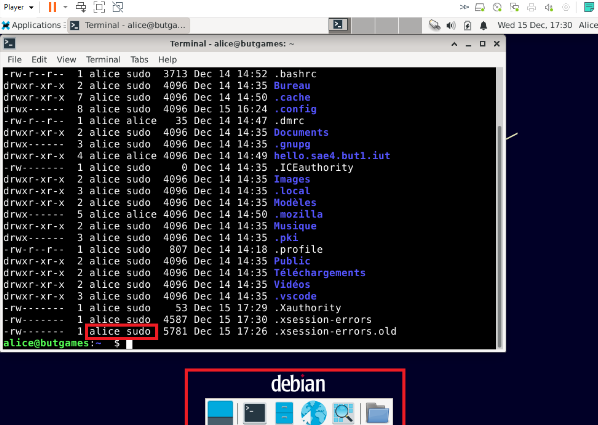 Player
Applications
Terminal - alice@butgam...
Wed 15 Dec, 17:30
Alice
Terminal - alice@butgames: ~
File Edit View Terminal Tabs Help
-rw-r--r-- 1 alice sudo 3713 Dec 14 14:52 .bashrc
drwxr-xr-x 2 alice sudo 4096 Dec 14 14:35 Bureau
drwxr-xr-x 7 alice sudo 4096 Dec 14 14:50 .cache
drwx------ 8 alice sudo 4096 Dec 15 16:24 .config
-rw-r--r-- 1 alice alice 35 Dec 14 14:47 .dmrc
drwxr-xr-x 2 alice sudo 4096 Dec 14 14:35 Documents
drwx------ 3 alice sudo 4096 Dec 14 14:35 .gnupg
drwxr-xr-x 4 alice alice 4096 Dec 14 14:49 hello.sae4.but1.iut
-rw------- 1 alice sudo 0 Dec 14 14:35 .ICEauthority
drwxr-xr-x 2 alice sudo 4096 Dec 14 14:35 Images
drwxr-xr-x 3 alice sudo 4096 Dec 14 14:35 .local
drwxr-xr-x 2 alice sudo 4096 Dec 14 14:35 Modèles
drwx------ 5 alice alice 4096 Dec 14 14:50 .mozilla
drwxr-xr-x 2 alice sudo 4096 Dec 14 14:35 Musique
drwx------ 3 alice sudo 4096 Dec 14 14:35 .pki
-rw-r--r-- 1 alice sudo 807 Dec 14 14:18 .profile
drwxr-xr-x 2 alice sudo 4096 Dec 14 14:35 Public
drwxr-xr-x 2 alice sudo 4096 Dec 14 14:35 Téléchargements
drwxr-xr-x 2 alice sudo 4096 Dec 14 14:35 Vidéos
drwxr-xr-x 3 alice sudo 4096 Dec 14 14:35 .vscode
-rw------- 1 alice sudo 53 Dec 15 17:29 .Xauthority
-rw------- 1 alice sudo 4587 Dec 15 17:30 .xsession-errors
-rw------- 1 alice sudo 5781 Dec 15 17:26 .xsession-errors.old
alice@butgames:~ $
debian